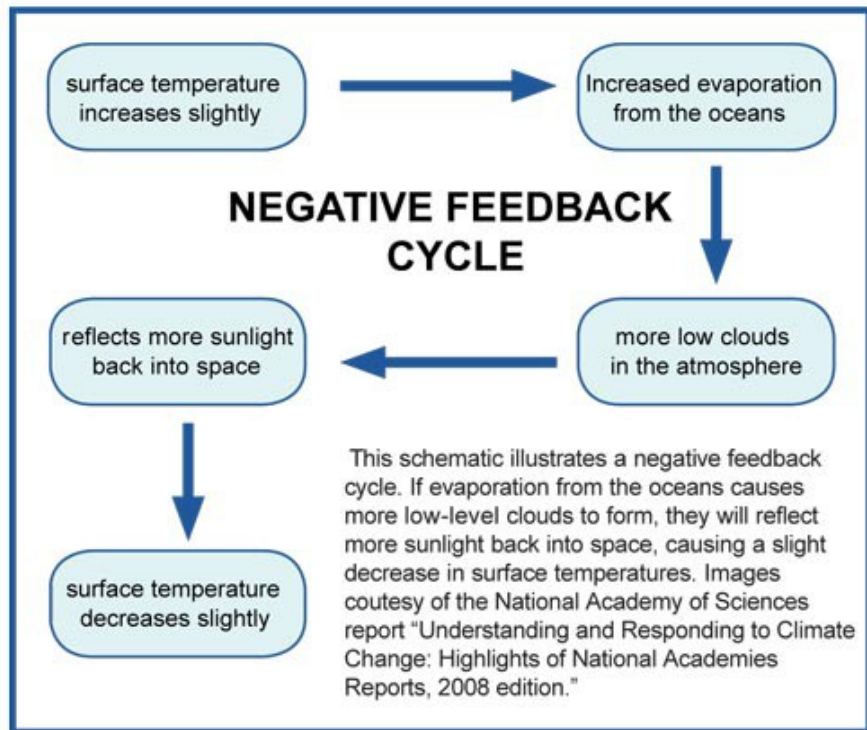 surface temperature
increases slightly
Increased evaporation
from the oceans
NEGATIVE FEEDBACK
CYCLE
more low clouds
in the atmosphere
reflects more sunlight
back into space
surface temperature
decreases slightly
This schematic illustrates a negative feedback
cycle. If evaporation from the oceans causes
more low-level clouds to form, they will reflect
more sunlight back into space, causing a slight
decrease in surface temperatures. Images
coutesy of the National Academy of Sciences
report “Understanding and Responding to Climate
Change: Highlights of National Academies
Reports, 2008 edition.”